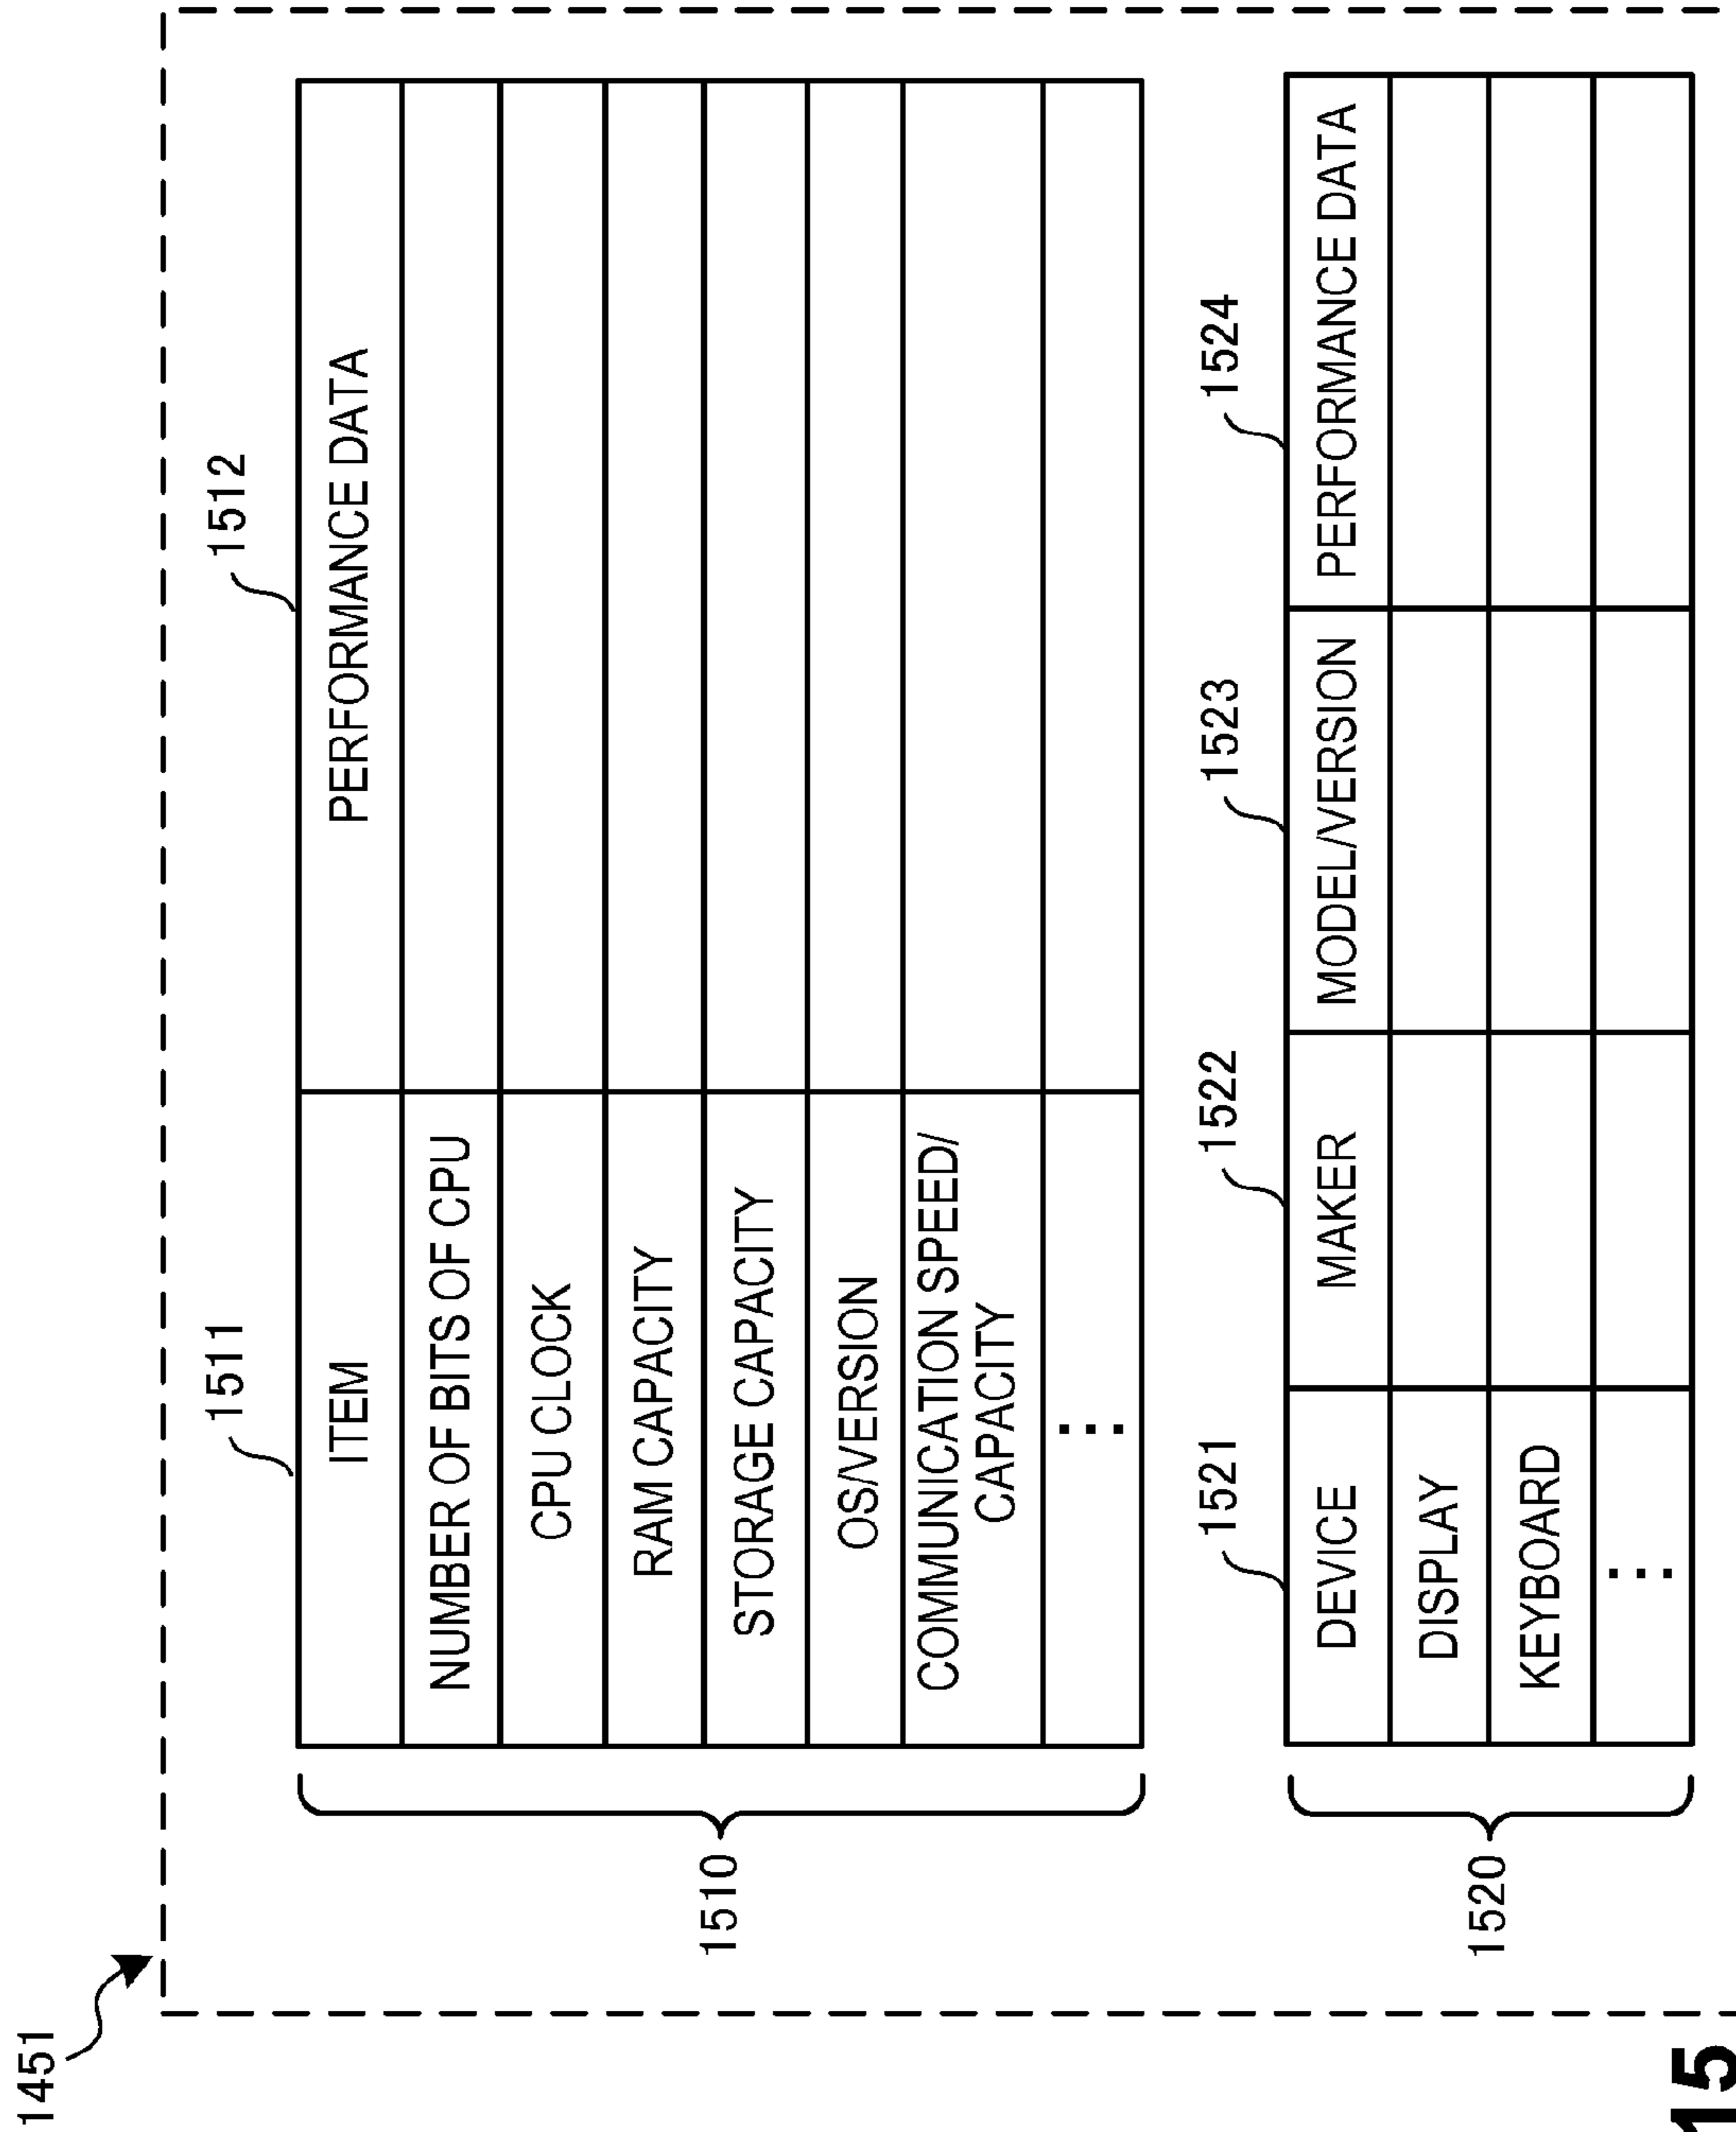 1451
1511
1512
ITEM
PERFORMANCE DATA
NUMBER OF BITS OF CPU
CPU CLOCK
RAM CAPACITY
STORAGE CAPACITY
OS/VERSION
COMMUNICATION SPEED/
CAPACITY
⋮
1510
1521
1522
1523
1524
DEVICE
MAKER
MODEL/VERSION
PERFORMANCE DATA
DISPLAY
KEYBOARD
⋮
1520
15